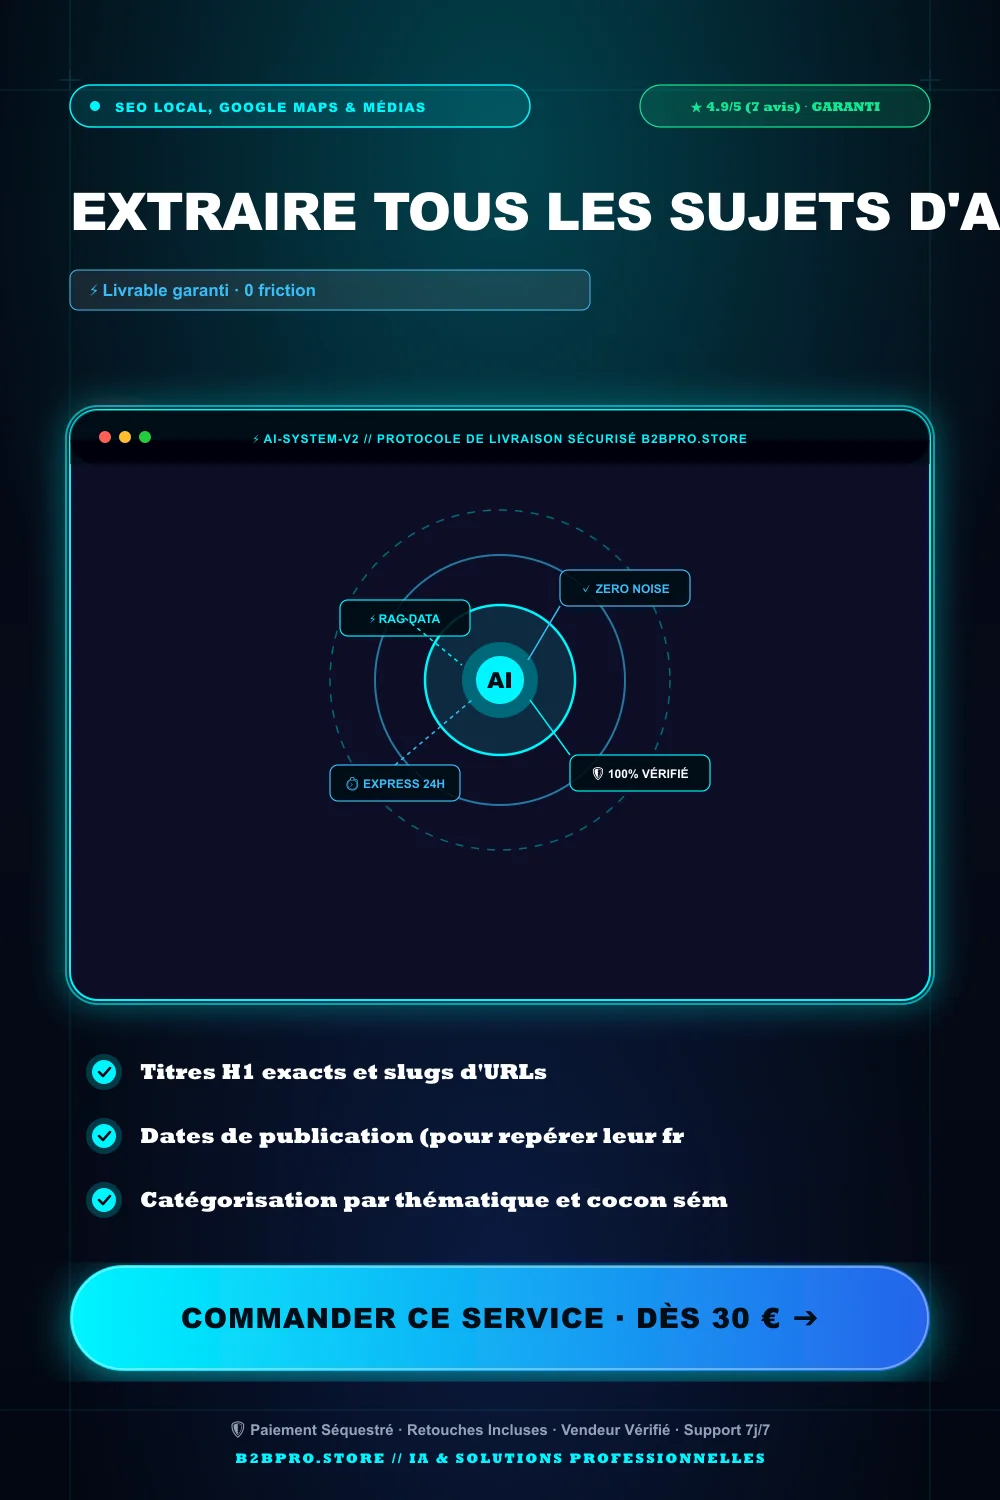 SEO LOCAL, GOOGLE MAPS & MÉDIAS
★ 4.9/5 (7 avis) · GARANTI
EXTRAIRE TOUS LES SUJETS D'A
⚡ Livrable garanti · 0 friction
⚡ AI-SYSTEM-V2 // PROTOCOLE DE LIVRAISON SÉCURISÉ B2BPRO.STORE
✓ ZERO NOISE
⚡ RAG DATA
AI
⏱ EXPRESS 24H
🛡 100% VÉRIFIÉ
Titres H1 exacts et slugs d'URLs
Dates de publication (pour repérer leur fr
Catégorisation par thématique et cocon sém
COMMANDER CE SERVICE · DÈS 30 € ➔
🛡 Paiement Séquestré · Retouches Incluses · Vendeur Vérifié · Support 7j/7
B2BPRO.STORE // IA & SOLUTIONS PROFESSIONNELLES